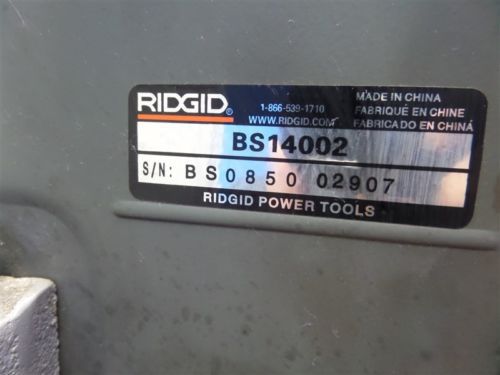 RIDGID®
1-866-539-1710
WWW.RIDGID.COM
MADE IN CHINA
FABRIQUÉ EN CHINE
FABRICADO EN CHINA
BS14002
S/N: BS0850 02907
RIDGID POWER TOOLS